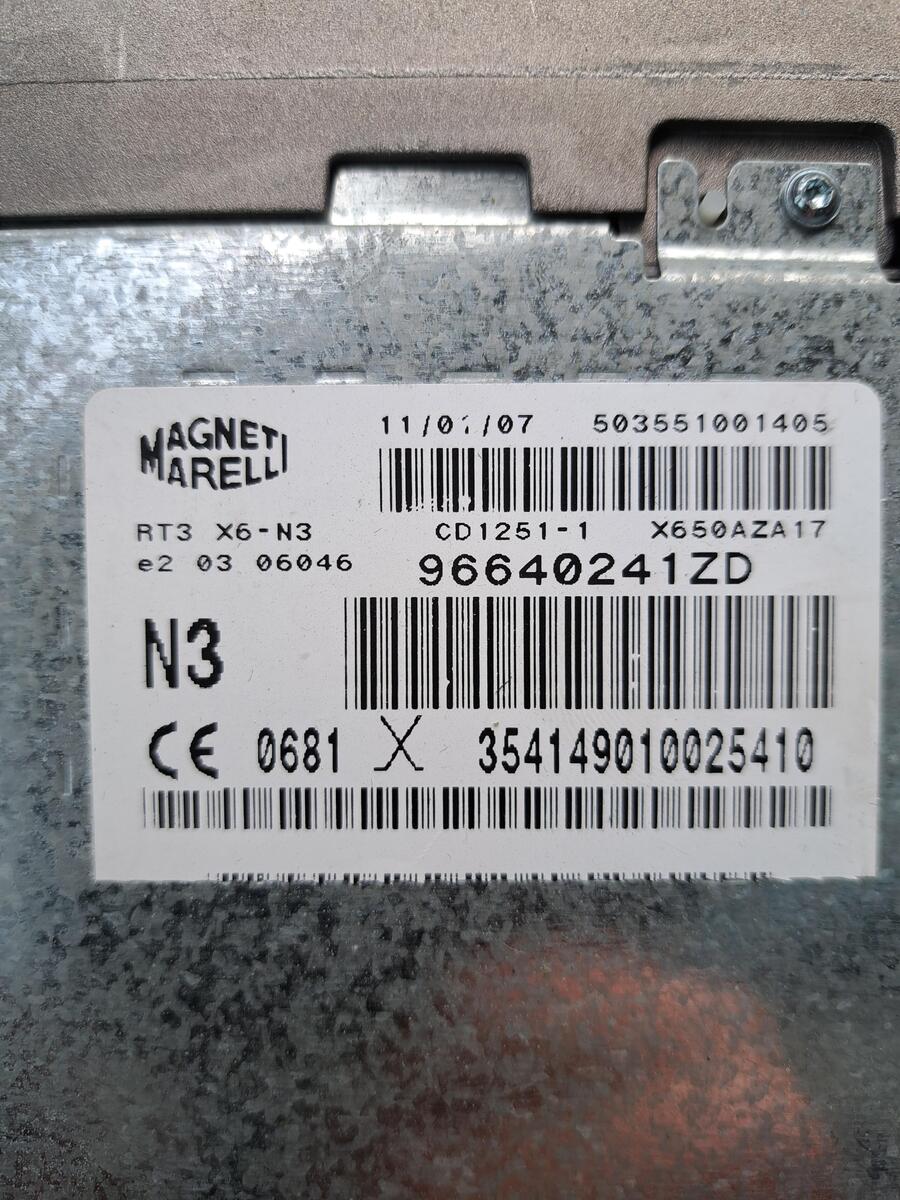 MAGNETI
MARELLI
11/01/07 503551001405
RT3 X6-N3 CD1251-1 X650AZA17
e2 03 06046 966640241ZD
N3
CE 0681 X 354149010025410